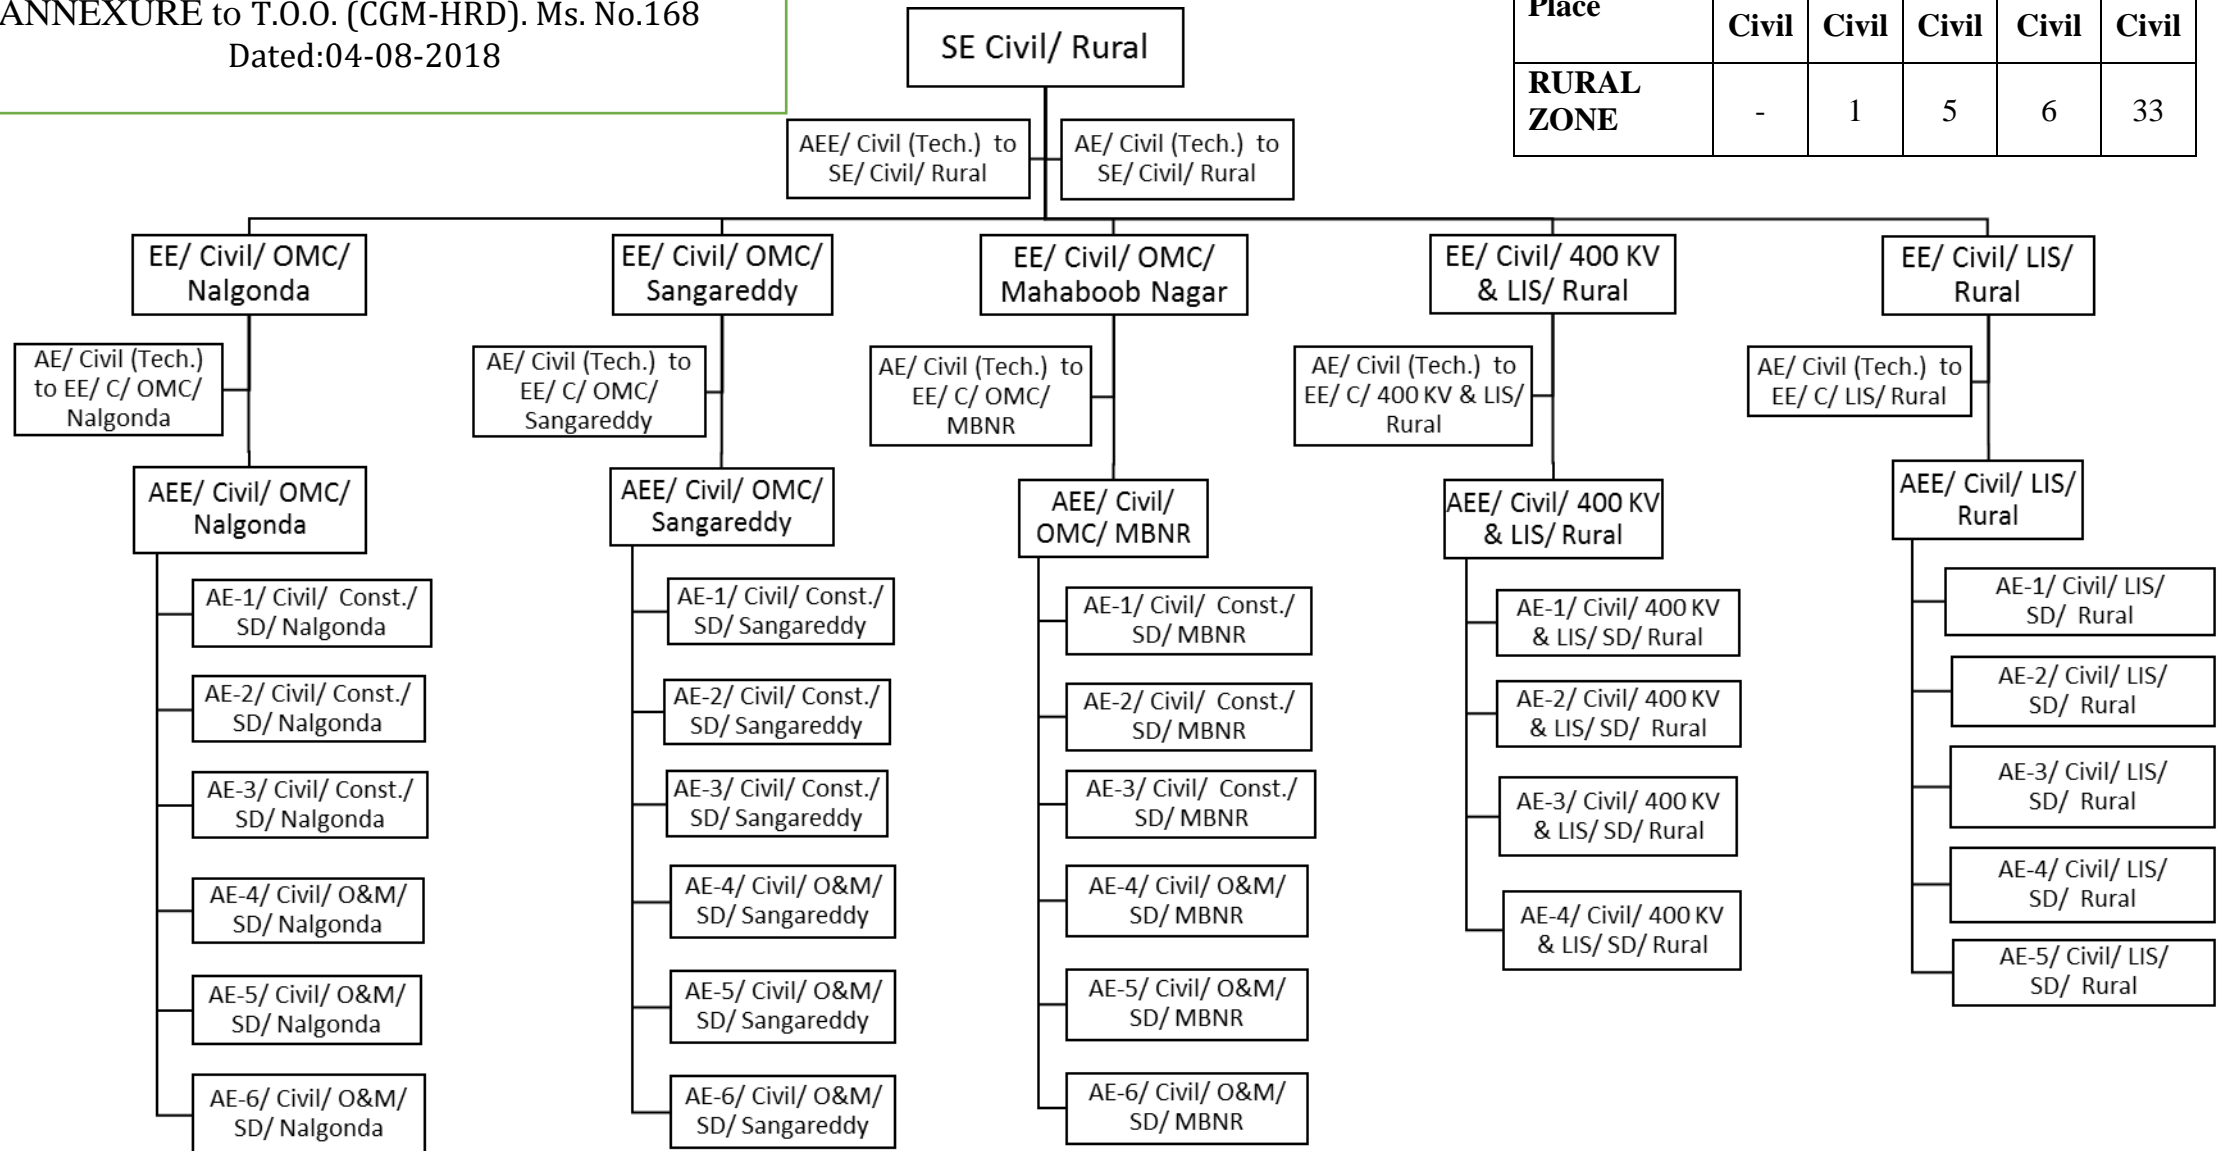 ANNEXURE to T.O.O. (CGM-HRD). Ms. No.168
Dated:04-08-2018
Place
Civil Civil Civil Civil Civil
RURAL
ZONE - 1 5 6 33
SE Civil/ Rural
AEE/ Civil (Tech.) to
SE/ Civil/ Rural
AE/ Civil (Tech.) to
SE/ Civil/ Rural
EE/ Civil/ OMC/
Nalgonda
AE/ Civil (Tech.)
to EE/ C/ OMC/
Nalgonda
AEE/ Civil/ OMC/
Nalgonda
AE-1/ Civil/ Const./
SD/ Nalgonda
AE-2/ Civil/ Const./
SD/ Nalgonda
AE-3/ Civil/ Const./
SD/ Nalgonda
AE-4/ Civil/ O&M/
SD/ Nalgonda
AE-5/ Civil/ O&M/
SD/ Nalgonda
AE-6/ Civil/ O&M/
SD/ Nalgonda
EE/ Civil/ OMC/
Sangareddy
AE/ Civil (Tech.) to
EE/ C/ OMC/
Sangareddy
AEE/ Civil/ OMC/
Sangareddy
AE-1/ Civil/ Const./
SD/ Sangareddy
AE-2/ Civil/ Const./
SD/ Sangareddy
AE-3/ Civil/ Const./
SD/ Sangareddy
AE-4/ Civil/ O&M/
SD/ Sangareddy
AE-5/ Civil/ O&M/
SD/ Sangareddy
AE-6/ Civil/ O&M/
SD/ Sangareddy
EE/ Civil/ OMC/
Mahaboob Nagar
AE/ Civil (Tech.) to
EE/ C/ OMC/
MBNR
AEE/ Civil/
OMC/ MBNR
AE-1/ Civil/ Const./
SD/ MBNR
AE-2/ Civil/ Const./
SD/ MBNR
AE-3/ Civil/ Const./
SD/ MBNR
AE-4/ Civil/ O&M/
SD/ MBNR
AE-5/ Civil/ O&M/
SD/ MBNR
AE-6/ Civil/ O&M/
SD/ MBNR
EE/ Civil/ 400 KV
& LIS/ Rural
AE/ Civil (Tech.) to
EE/ C/ 400 KV & LIS/
Rural
AEE/ Civil/ 400 KV
& LIS/ Rural
AE-1/ Civil/ 400 KV
& LIS/ SD/ Rural
AE-2/ Civil/ 400 KV
& LIS/ SD/ Rural
AE-3/ Civil/ 400 KV
& LIS/ SD/ Rural
AE-4/ Civil/ 400 KV
& LIS/ SD/ Rural
EE/ Civil/ LIS/
Rural
AE/ Civil (Tech.) to
EE/ C/ LIS/ Rural
AEE/ Civil/ LIS/
Rural
AE-1/ Civil/ LIS/
SD/ Rural
AE-2/ Civil/ LIS/
SD/ Rural
AE-3/ Civil/ LIS/
SD/ Rural
AE-4/ Civil/ LIS/
SD/ Rural
AE-5/ Civil/ LIS/
SD/ Rural